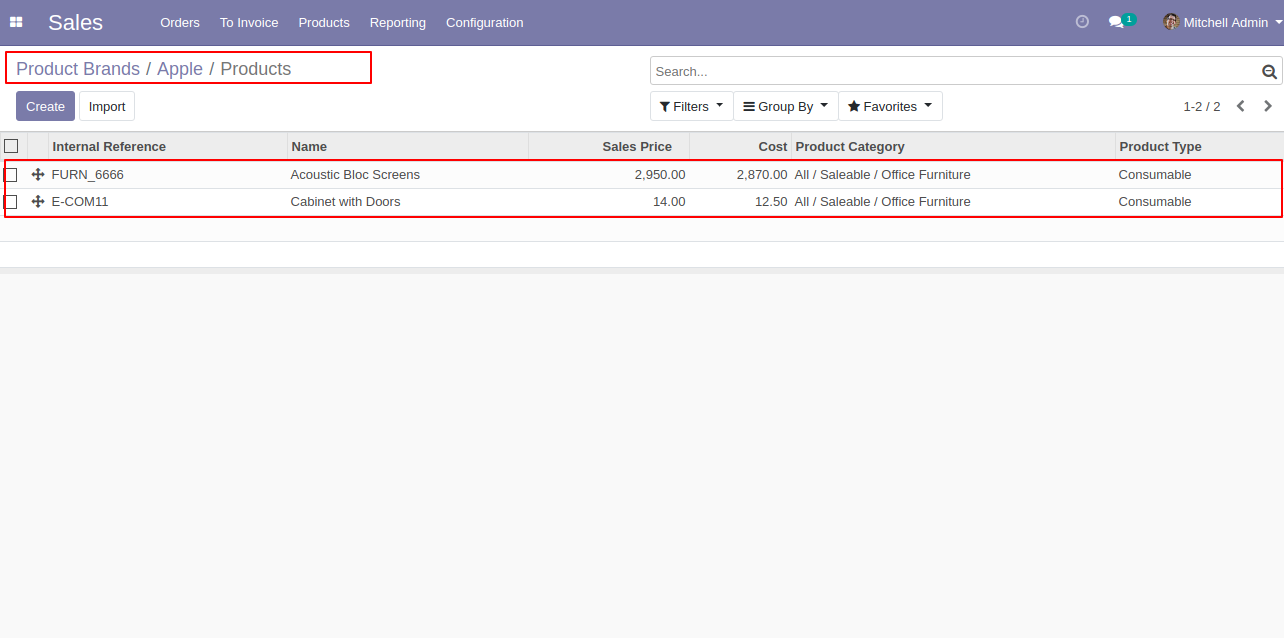 Sales Orders To Invoice Products Reporting Configuration 1 Mitchell Admin
Product Brands / Apple / Products
Search...
Create Import Filters Group By Favorites 1-2 / 2
Internal Reference Name Sales Price Cost Product Category Product Type
FURN_6666 Acoustic Bloc Screens 2,950.00 2,870.00 All / Saleable / Office Furniture Consumable
E-COM11 Cabinet with Doors 14.00 12.50 All / Saleable / Office Furniture Consumable